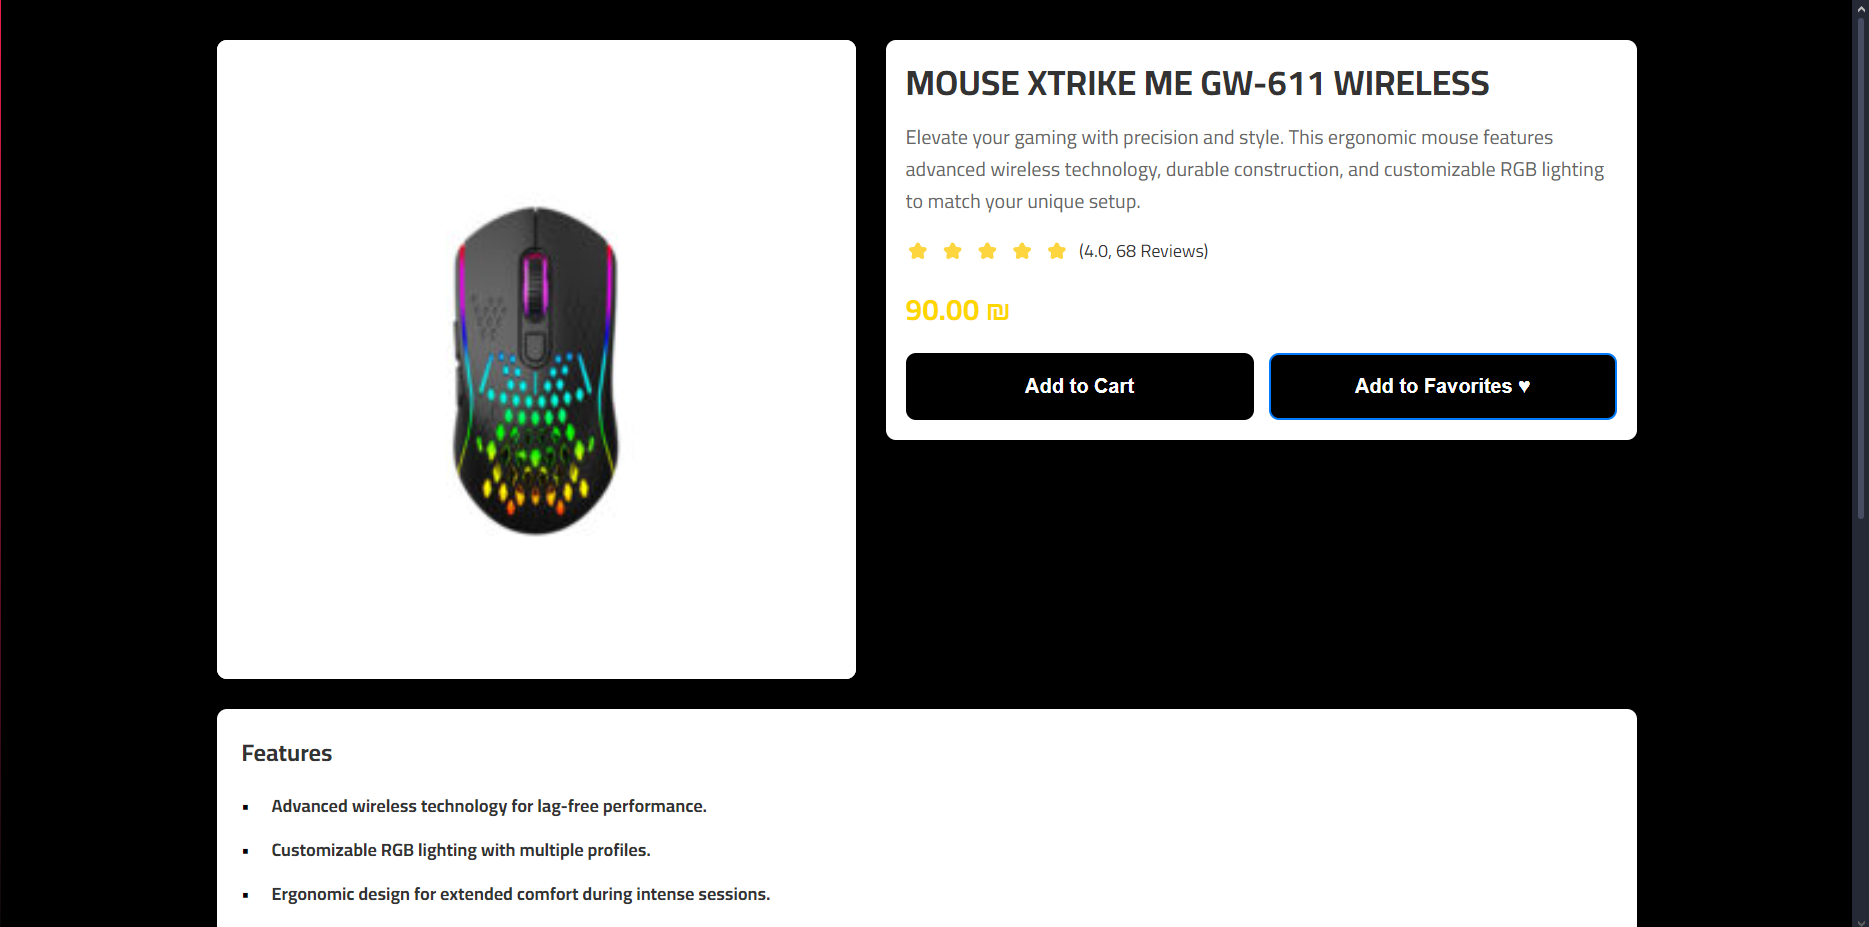 MOUSE XTRIKE ME GW-611 WIRELESS
Elevate your gaming with precision and style. This ergonomic mouse features
advanced wireless technology, durable construction, and customizable RGB lighting
to match your unique setup.
(4.0, 68 Reviews)
90.00 ₪
Add to Cart
Add to Favorites ♥
Features
▪ Advanced wireless technology for lag-free performance.
▪ Customizable RGB lighting with multiple profiles.
▪ Ergonomic design for extended comfort during intense sessions.